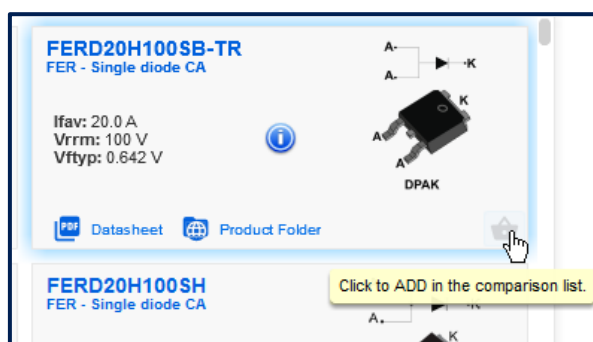 FERD20H100SB-TR
FER - Single diode CA
A-
K
A-
Ifav: 20.0 A
Vrrm: 100 V
Vftyp: 0.642 V
K
A
A
DPAK
PDF Datasheet Product Folder
FERD20H100SH
FER - Single diode CA
Click to ADD in the comparison list.
A.
K
K